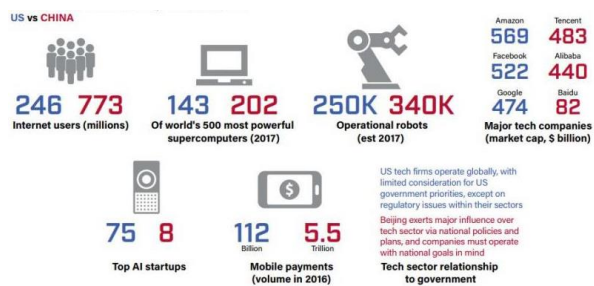 US vs CHINA
246 773
Internet users (millions)
143 202
Of world's 500 most powerful
supercomputers (2017)
250K 340K
Operational robots
(est 2017)
Amazon Tencent
569 483
Facebook Alibaba
522 440
Google Baidu
474 82
Major tech companies
(market cap, $ billion)
75 8
Top AI startups
$
112 5.5
Billion Trillion
Mobile payments
(volume in 2016)
US tech firms operate globally, with
limited consideration for US
government priorities, except on
regulatory issues within their sectors
Beijing exerts major influence over
tech sector via national policies and
plans, and companies must operate
with national goals in mind
Tech sector relationship
to government